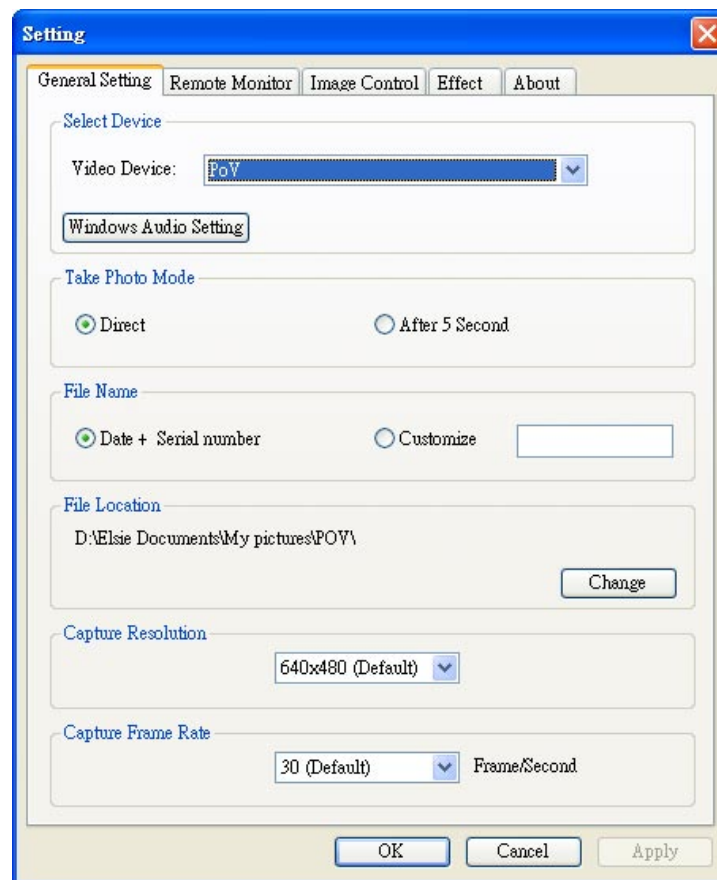 Setting
General Setting Remote Monitor Image Control Effect About
Select Device
Video Device: PoV
Windows Audio Setting
Take Photo Mode
Direct After 5 Second
File Name
Date + Serial number Customize
File Location
D:\Elsie Documents\My pictures\POV\
Change
Capture Resolution
640x480 (Default)
Capture Frame Rate
30 (Default) Frame/Second
OK Cancel Apply